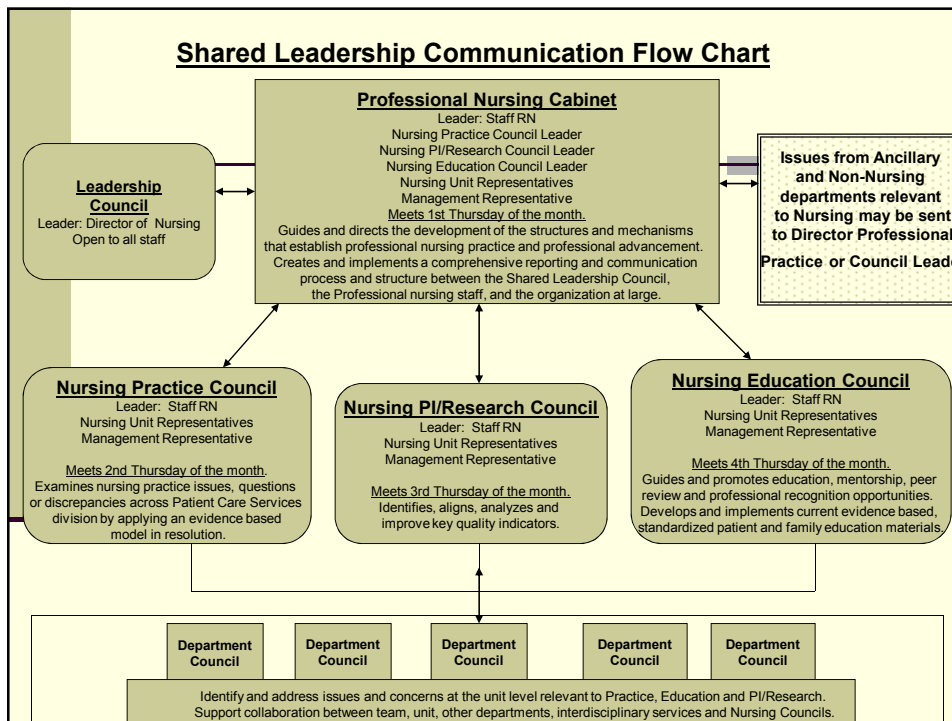 Shared Leadership Communication Flow Chart
Professional Nursing Cabinet
Leader: Staff RN
Nursing Practice Council Leader
Nursing PI/Research Council Leader
Nursing Education Council Leader
Nursing Unit Representatives
Management Representative
Meets 1st Thursday of the month.
Guides and directs the development of the structures and mechanisms
that establish professional nursing practice and professional advancement.
Creates and implements a comprehensive reporting and communication
process and structure between the Shared Leadership Council,
the Professional nursing staff, and the organization at large.
Leadership
Council
Leader: Director of Nursing
Open to all staff
Issues from Ancillary
and Non-Nursing
departments relevant
to Nursing may be sent
to Director Professional
Practice or Council
Nursing Practice Council
Leader: Staff RN
Nursing Unit Representatives
Management Representative
Meets 2nd Thursday of the month.
Examines nursing practice issues, questions
or discrepancies across Patient Care Services
division by applying an evidence based
model in resolution.
Nursing PI/Research Council
Leader: Staff RN
Nursing Unit Representatives
Management Representative
Meets 3rd Thursday of the month.
Identifies, aligns, analyzes and
improve key quality indicators.
Nursing Education Council
Leader: Staff RN
Nursing Unit Representatives
Management Representative
Meets 4th Thursday of the month.
Guides and promotes education, mentorship, peer
review and professional recognition opportunities.
Develops and implements current evidence based,
standardized patient and family education materials.
Department
Council
Department
Council
Department
Council
Department
Council
Department
Council
Identify and address issues and concerns at the unit level relevant to Practice, Education and PI/Research.
Support collaboration between team, unit, other departments, interdisciplinary services and Nursing Councils.